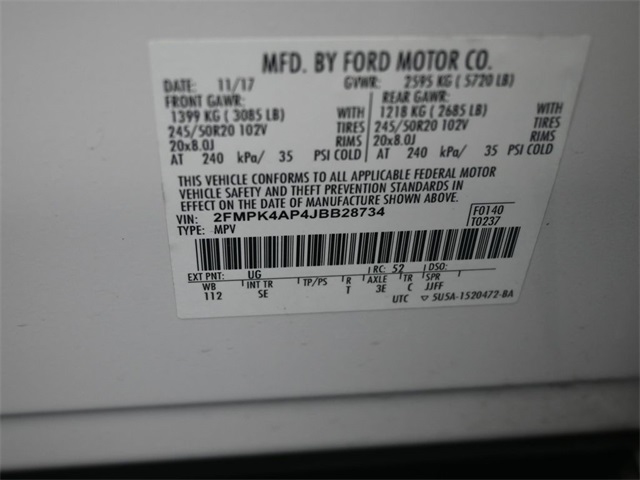 MFD. BY FORD MOTOR CO.
DATE: 11/17 GVWR: 2595 KG ( 5720 LB)
FRONT GAWR: REAR GAWR:
1399 KG ( 3085 LB) WITH 1218 KG ( 2685 LB) WITH
245/50R20 102V TIRES 245/50R20 102V TIRES
20x8.0J RIMS 20x8.0J RIMS
AT 240 kPa/ 35 PSI COLD AT 240 kPa/ 35 PSI COLD
THIS VEHICLE CONFORMS TO ALL APPLICABLE FEDERAL MOTOR
VEHICLE SAFETY AND THEFT PREVENTION STANDARDS IN
EFFECT ON THE DATE OF MANUFACTURE SHOWN ABOVE.
VIN: 2FMPK4AP4JBB28734 F0140
TYPE: MPV T0237
EXT PNT: UG RC: 52 DSO:
WB INT TR TP/PS R AXLE TR SPR
112 SE T 3E C JJFF
UTC ▽ 5U5A-1520472-BA